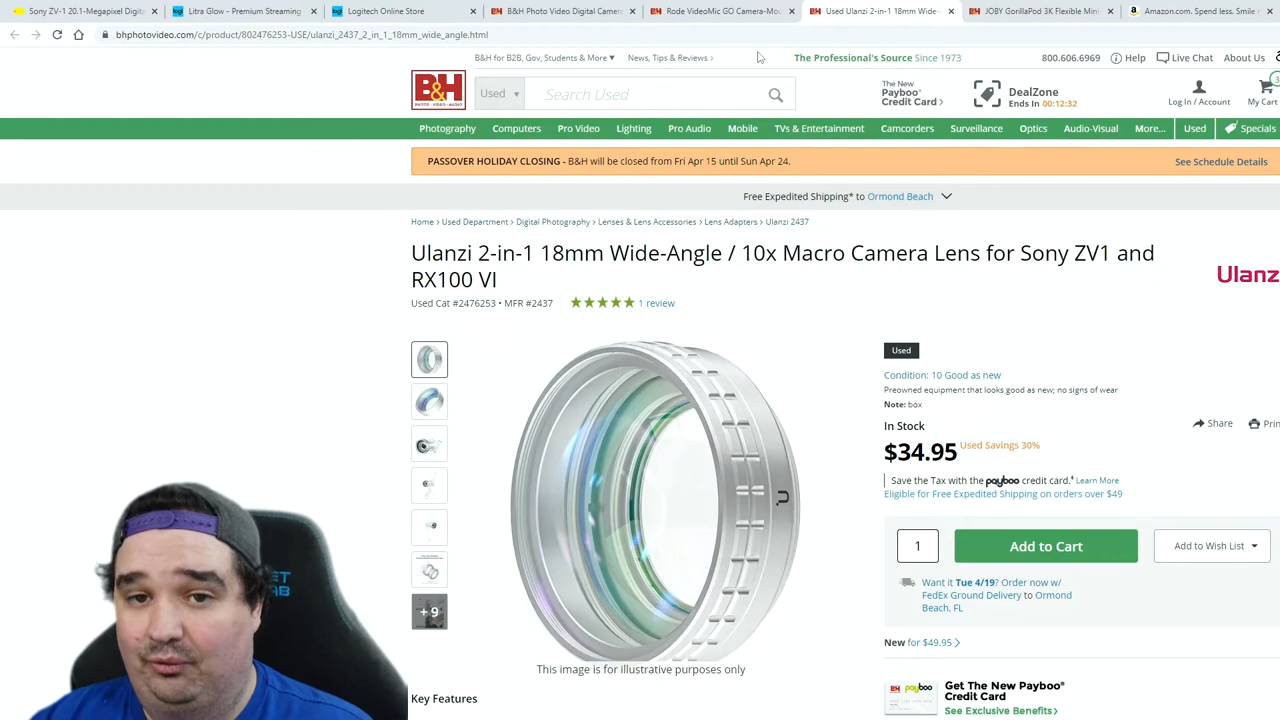 Sony ZV-1 20.1-Megapixel Digita
Litra Glow - Premium Streaming
Logitech Online Store
B&H Photo Video Digital Camera
Rode VideoMic GO Camera-Mou
Used Ulanzi 2-in-1 18mm Wide-
JOBY GorillaPod 3K Flexible Mini-
Amazon.com. Spend less. Smile
bhphotovideo.com/c/product/802476253-USE/ulanzi_2437_2_in_1_18mm_wide_angle.html
B&H for B2B, Gov, Students & More
News, Tips & Reviews
The Professional's Source Since 1973
800.606.6969
Help
Live Chat
About Us
B&H
PHOTO - VIDEO - AUDIO
Used
Search Used
The New
Payboo
Credit Card
DealZone
Ends In 00:12:32
Log In / Account
3
My Cart
Photography
Computers
Pro Video
Lighting
Pro Audio
Mobile
TVs & Entertainment
Camcorders
Surveillance
Optics
Audio-Visual
More...
Used
Specials
PASSOVER HOLIDAY CLOSING - B&H will be closed from Fri Apr 15 until Sun Apr 24.
See Schedule Details
Free Expedited Shipping* to Ormond Beach
Home > Used Department > Digital Photography > Lenses & Lens Accessories > Lens Adapters > Ulanzi 2437
Ulanzi 2-in-1 18mm Wide-Angle / 10x Macro Camera Lens for Sony ZV1 and
RX100 VI
Ulanz
Used Cat #2476253 • MFR #2437
1 review
Used
Condition: 10 Good as new
Preowned equipment that looks good as new; no signs of wear
Note: box
In Stock
Share
Prin
$34.95
Used Savings 30%
Save the Tax with the payboo credit card.‡ Learn More
Eligible for Free Expedited Shipping on orders over $49
1
Add to Cart
Add to Wish List
Want it Tue 4/19? Order now w/
FedEx Ground Delivery to Ormond
Beach, FL
+ 9
New for $49.95
This image is for illustrative purposes only
Key Features
B&H payboo
Get The New Payboo®
Credit Card
See Exclusive Benefits